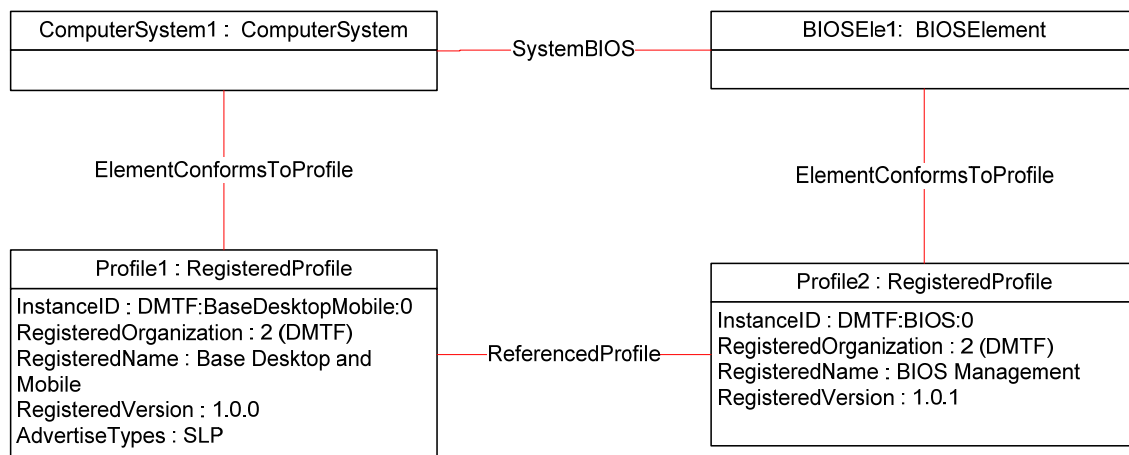 ComputerSystem1 : ComputerSystem
SystemBIOS
BIOSEle1: BIOSElement
ElementConformsToProfile
ElementConformsToProfile
Profile1 : RegisteredProfile
InstanceID : DMTF:BaseDesktopMobile:0
RegisteredOrganization : 2 (DMTF)
RegisteredName : Base Desktop and
Mobile
RegisteredVersion : 1.0.0
AdvertiseTypes : SLP
ReferencedProfile
Profile2 : RegisteredProfile
InstanceID : DMTF:BIOS:0
RegisteredOrganization : 2 (DMTF)
RegisteredName : BIOS Management
RegisteredVersion : 1.0.1